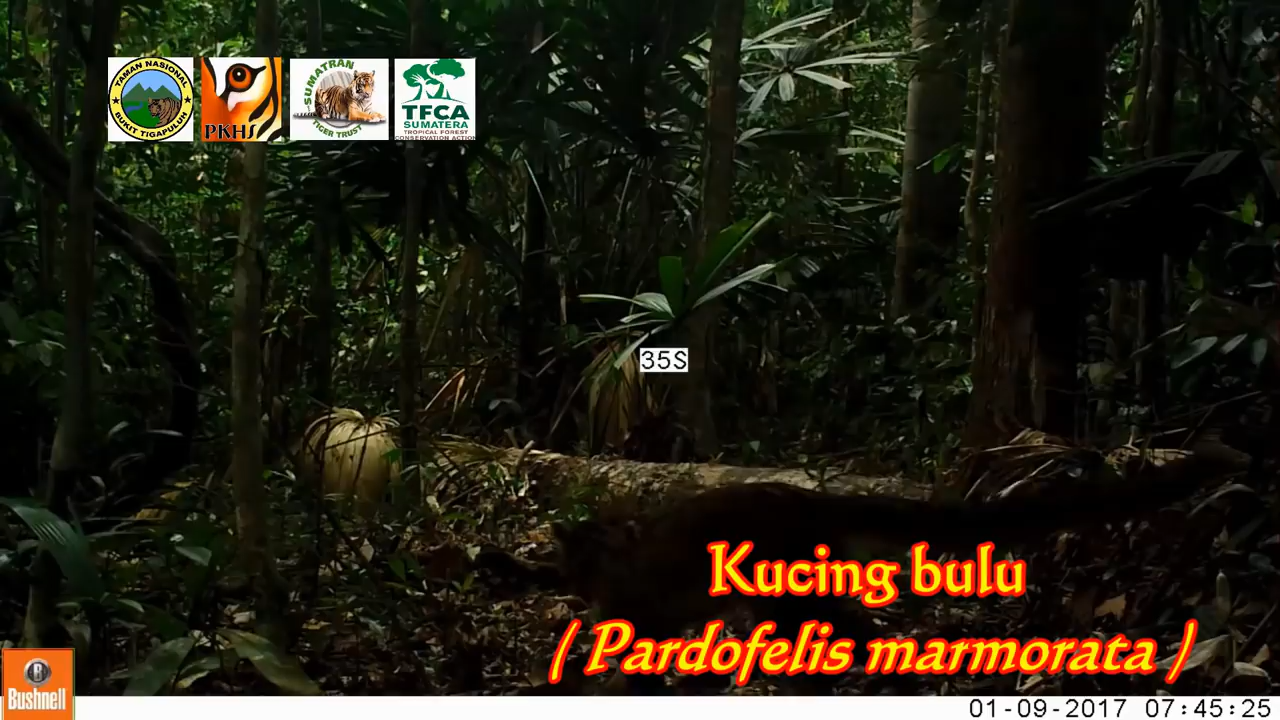 TAMAN NASIONAL
BUKIT TIGAPULUH
PKHS
SUMATRAN
TIGER TRUST
TFCA
SUMATERA
TROPICAL FOREST
CONSERVATION ACTION
35S
Kucing bulu
( Pardofelis marmorata )
B
Bushnell
01-09-2017 07:45:25